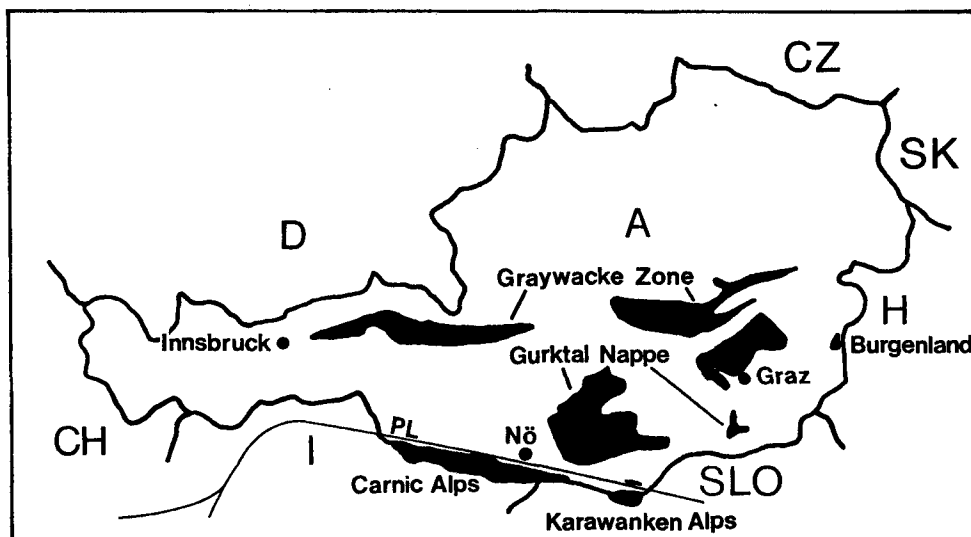 CZ
SK
D
A
Graywacke Zone
H
Innsbruck
Burgenland
Gurktal Nappe
Graz
CH
I
PL
Nö
SLO
Carnic Alps
Karawanken Alps